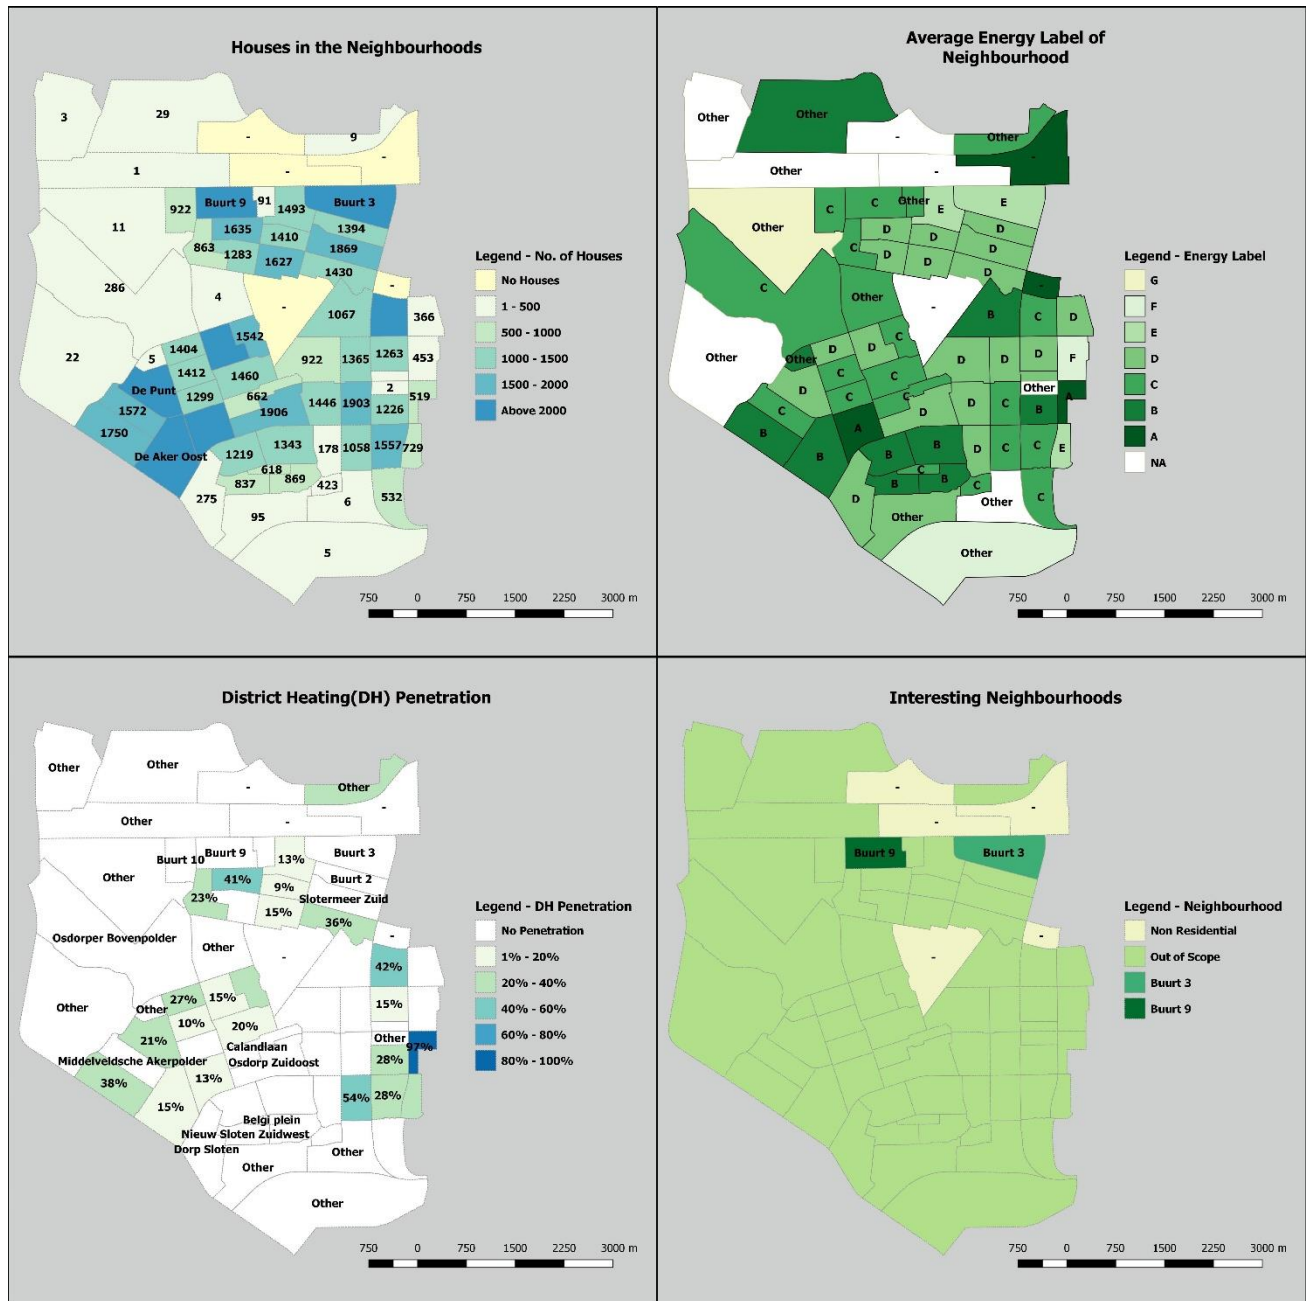 Houses in the Neighbourhoods
3
29
-
9
-
1
-
922
Buurt 9
91
1493
Buurt 3
11
1635
1410
1394
863
1283
1627
1869
1430
286
4
-
-
1067
366
22
5
1404
1542
1412
1460
922
1365
1263
453
De Punt
1299
662
2
1572
1906
1446
1903
519
1226
1750
De Aker Oost
1219
1343
178
1058
1557
729
618
837
869
423
275
6
532
95
5
Legend - No. of Houses
No Houses
1 - 500
500 - 1000
1000 - 1500
1500 - 2000
Above 2000
750 0 750 1500 2250 3000 m
Average Energy Label of
Neighbourhood
Other
Other
-
Other
-
Other
-
C
C
Other
E
E
Other
D
D
D
C
D
D
D
D
C
Other
-
-
B
C
D
Other
Other
D
D
C
D
D
D
F
D
C
C
Other
C
C
D
D
C
B
A
B
A
B
B
B
D
C
C
E
C
B
B
C
D
Other
C
Other
Other
Legend - Energy Label
G
F
E
D
C
B
A
NA
750 0 750 1500 2250 3000 m
District Heating(DH) Penetration
Other
Other
-
Other
-
Other
-
Buurt 10
Buurt 9
13%
Buurt 3
Other
41%
9%
Buurt 2
23%
15%
Slotermeer Zuid
36%
Osdorper Bovenpolder
Other
-
-
42%
Other
Other
27%
15%
15%
10%
20%
21%
Calandlaan
Other
97%
Middelveldsche Akerpolder
Osdorp Zuidoost
28%
38%
13%
15%
54%
28%
Belgi plein
Nieuw Sloten Zuidwest
Dorp Sloten
Other
Other
Other
Legend - DH Penetration
No Penetration
1% - 20%
20% - 40%
40% - 60%
60% - 80%
80% - 100%
750 0 750 1500 2250 3000 m
Interesting Neighbourhoods
-
-
-
Buurt 9
Buurt 3
-
-
Legend - Neighbourhood
Non Residential
Out of Scope
Buurt 3
Buurt 9
750 0 750 1500 2250 3000 m